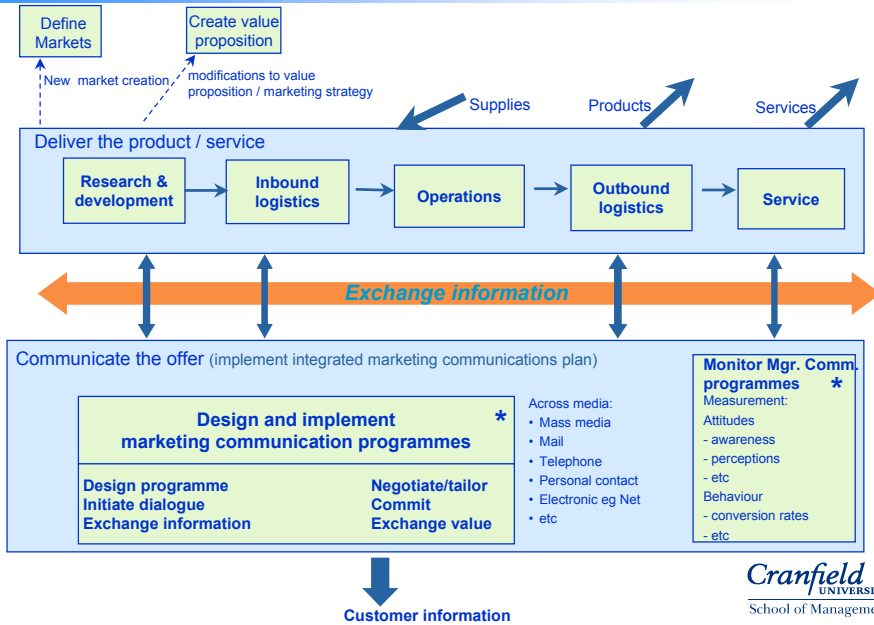 Define
Markets
Create value
proposition
New market creation
modifications to value
proposition / marketing strategy
Supplies
Products
Services
Deliver the product / service
Research &
development
Inbound
logistics
Operations
Outbound
logistics
Service
Exchange information
Communicate the offer (implement integrated marketing communications plan)
Design and implement *
marketing communication programmes
Design programme
Initiate dialogue
Exchange information
Negotiate/tailor
Commit
Exchange value
Across media:
• Mass media
• Mail
• Telephone
• Personal contact
• Electronic eg Net
• etc
Monitor Mgr. Comm.
programmes *
Measurement:
Attitudes
- awareness
- perceptions
- etc
Behaviour
- conversion rates
- etc
Customer information
Cranfield
UNIVERSI
School of Manageme